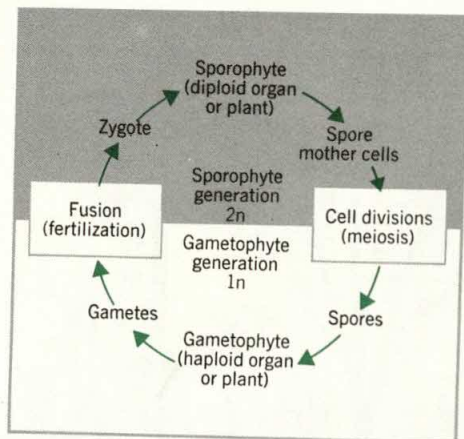 Sporophyte
(diploid organ
or plant)
Zygote
Spore
mother cells
Sporophyte
generation
2n
Fusion
(fertilization)
Cell divisions
(meiosis)
Gametophyte
generation
1n
Gametes
Spores
Gametophyte
(haploid organ
or plant)